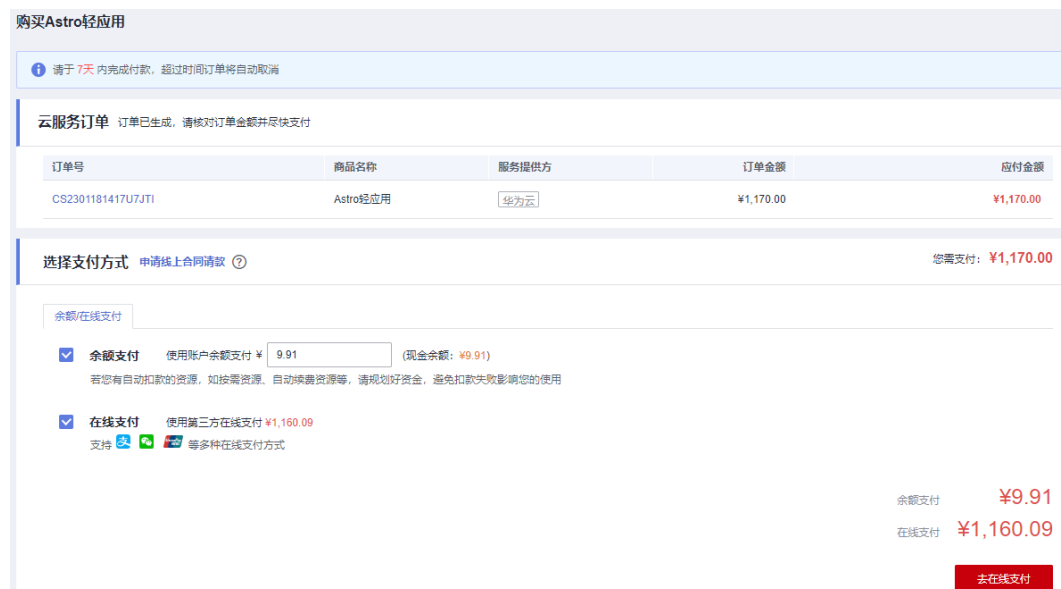 购买Astro轻应用
请于 7天 内完成付款，超过时间订单将自动取消
云服务订单 订单已生成，请核对订单金额并尽快支付
订单号 商品名称 服务提供方 订单金额 应付金额
CS2301181417U7JTI Astro轻应用 华为云 ¥1,170.00 ¥1,170.00
选择支付方式 申请线上合同请款 ? 您需支付：¥1,170.00
余额/在线支付
余额支付 使用账户余额支付 ¥ 9.91 (现金余额：¥9.91)
若您有自动扣款的资源，如按需资源、自动续费资源等，请规划好资金，避免扣款失败影响您的使用
在线支付 使用第三方在线支付 ¥1,160.09
支持 支 等多种在线支付方式
余额支付 ¥9.91
在线支付 ¥1,160.09
去在线支付